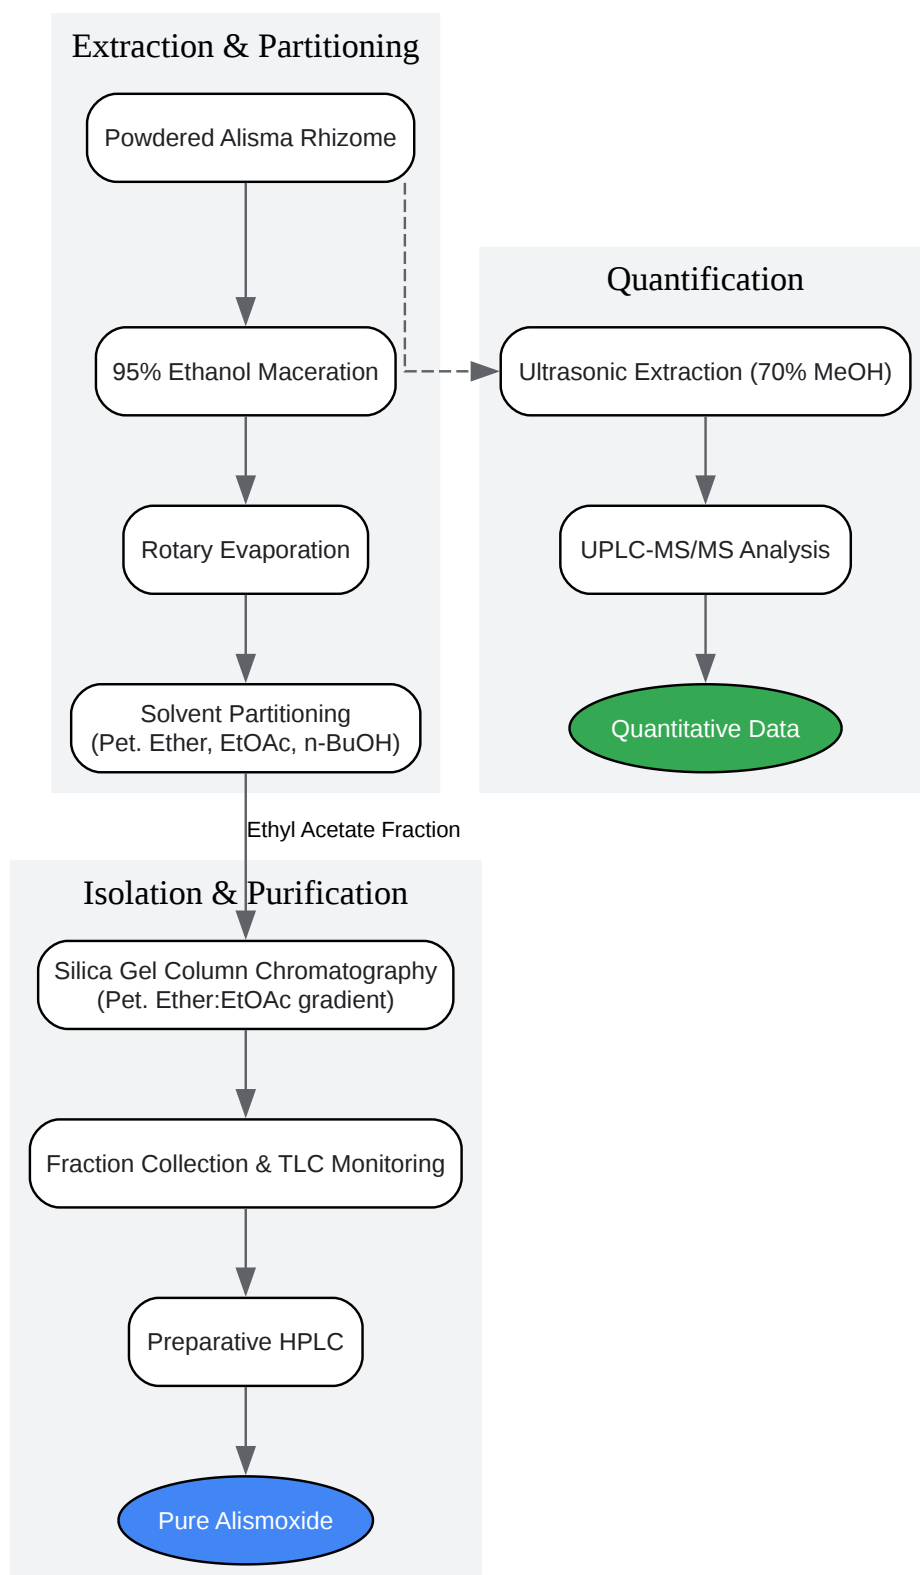 Extraction & Partitioning
Powdered Alisma Rhizome
95% Ethanol Maceration
Rotary Evaporation
Solvent Partitioning
(Pet. Ether, EtOAc, n-BuOH)
Quantification
Ultrasonic Extraction (70% MeOH)
UPLC-MS/MS Analysis
Quantitative Data
Ethyl Acetate Fraction
Isolation & Purification
Silica Gel Column Chromatography
(Pet. Ether:EtOAc gradient)
Fraction Collection & TLC Monitoring
Preparative HPLC
Pure Alismoxide